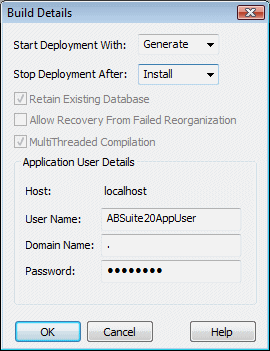 Build Details
Start Deployment With: Generate
Stop Deployment After: Install
Retain Existing Database
Allow Recovery From Failed Reorganization
MultiThreaded Compilation
Application User Details
Host: localhost
User Name: ABSuite20AppUser
Domain Name: .
Password: ●●●●●●●●
OK Cancel Help